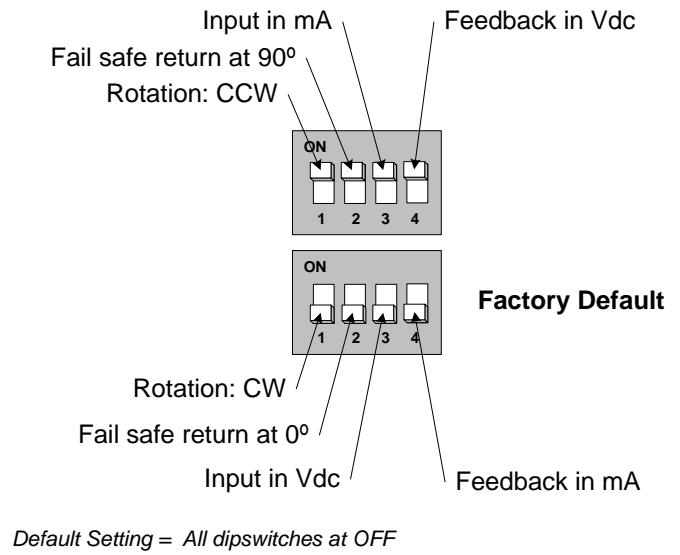 Input in mA
Feedback in Vdc
Fail safe return at 90º
Rotation: CCW
ON
1 2 3 4
ON
Factory Default
1 2 3 4
Rotation: CW
Fail safe return at 0º
Input in Vdc
Feedback in mA
Default Setting = All dipswitches at OFF